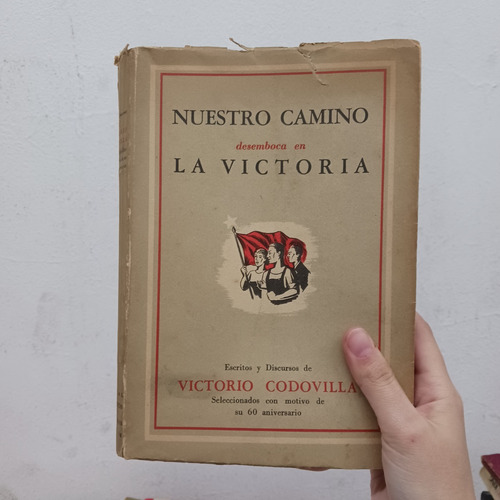 NUESTRO CAMINO
desemboca en
LA VICTORIA
Escritos y Discursos de
VICTORIO CODOVILLA
Seleccionados con motivo de
su 60 aniversario